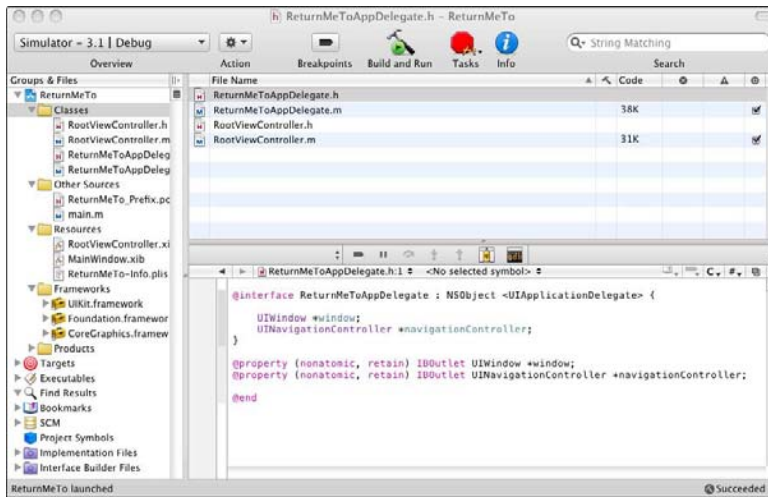 ReturnMeToAppDelegate.h - ReturnMeTo
Simulator - 3.1 | Debug
String Matching
Overview Action Breakpoints Build and Run Tasks Info Search
Groups & Files
ReturnMeTo
Classes
RootViewController.h
RootViewController.m
ReturnMeToAppDeleg
ReturnMeToAppDeleg
Other Sources
ReturnMeTo_Prefix.pc
main.m
Resources
RootViewController.xi
MainWindow.xib
ReturnMeTo-Info.plis
Frameworks
UIKit.framework
Foundation.framewor
CoreGraphics.framew
Products
Targets
Executables
Find Results
Bookmarks
SCM
Project Symbols
Implementation Files
Interface Builder Files
File Name Code
ReturnMeToAppDelegate.h
ReturnMeToAppDelegate.m 38K
RootViewController.h
RootViewController.m 31K
ReturnMeToAppDelegate.h:1 <No selected symbol> C, #,
@interface ReturnMeToAppDelegate : NSObject <UIApplicationDelegate> {
UIWindow *window;
UINavigationController *navigationController;
}
@property (nonatomic, retain) IBOutlet UIWindow *window;
@property (nonatomic, retain) IBOutlet UINavigationController *navigationController;
@end
ReturnMeTo launched
Succeeded